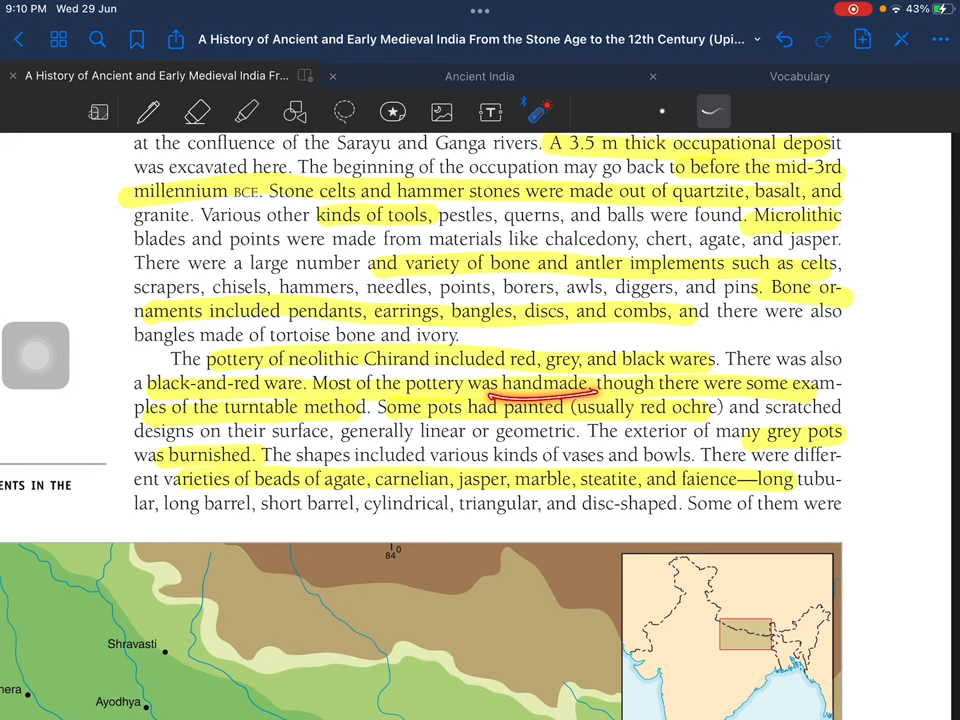 9:10 PM Wed 29 Jun
43%
A History of Ancient and Early Medieval India From the Stone Age to the 12th Century (Upi...
A History of Ancient and Early Medieval India Fr...
Ancient India
Vocabulary
at the confluence of the Sarayu and Ganga rivers. A 3.5 m thick occupational deposit
was excavated here. The beginning of the occupation may go back to before the mid-3rd
millennium BCE. Stone celts and hammer stones were made out of quartzite, basalt, and
granite. Various other kinds of tools, pestles, querns, and balls were found. Microlithic
blades and points were made from materials like chalcedony, chert, agate, and jasper.
There were a large number and variety of bone and antler implements such as celts,
scrapers, chisels, hammers, needles, points, borers, awls, diggers, and pins. Bone or-
naments included pendants, earrings, bangles, discs, and combs, and there were also
bangles made of tortoise bone and ivory.
The pottery of neolithic Chirand included red, grey, and black wares. There was also
a black-and-red ware. Most of the pottery was handmade, though there were some exam-
ples of the turntable method. Some pots had painted (usually red ochre) and scratched
designs on their surface, generally linear or geometric. The exterior of many grey pots
was burnished. The shapes included various kinds of vases and bowls. There were differ-
ent varieties of beads of agate, carnelian, jasper, marble, steatite, and faience—long tubu-
lar, long barrel, short barrel, cylindrical, triangular, and disc-shaped. Some of them were
ENTS IN THE
84⁰
Shravasti
nera
Ayodhya